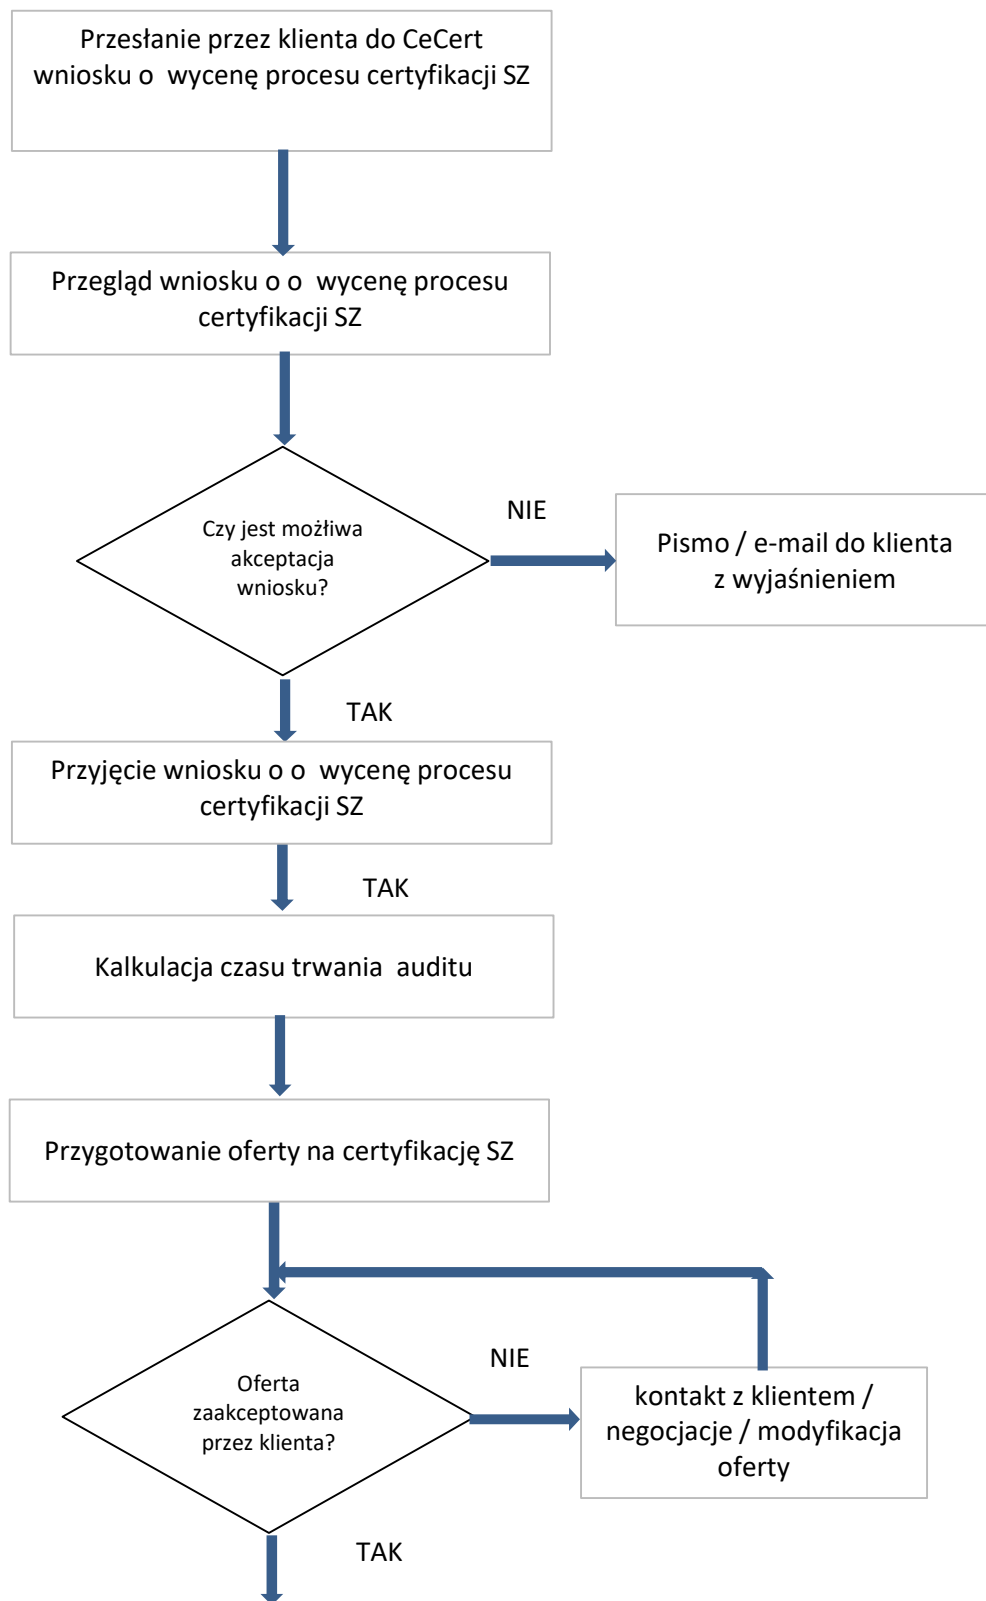 Przesłanie przez klienta do CeCert
wniosku o wycenę procesu certyfikacji SZ
Przegląd wniosku o o wycenę procesu
certyfikacji SZ
Czy jest możliwa
akceptacja
wniosku?
NIE
Pismo / e-mail do klienta
z wyjaśnieniem
TAK
Przyjęcie wniosku o o wycenę procesu
certyfikacji SZ
TAK
Kalkulacja czasu trwania auditu
Przygotowanie oferty na certyfikację SZ
Oferta
zaakceptowana
przez klienta?
NIE
kontakt z klientem /
negocjacje / modyfikacja
oferty
TAK